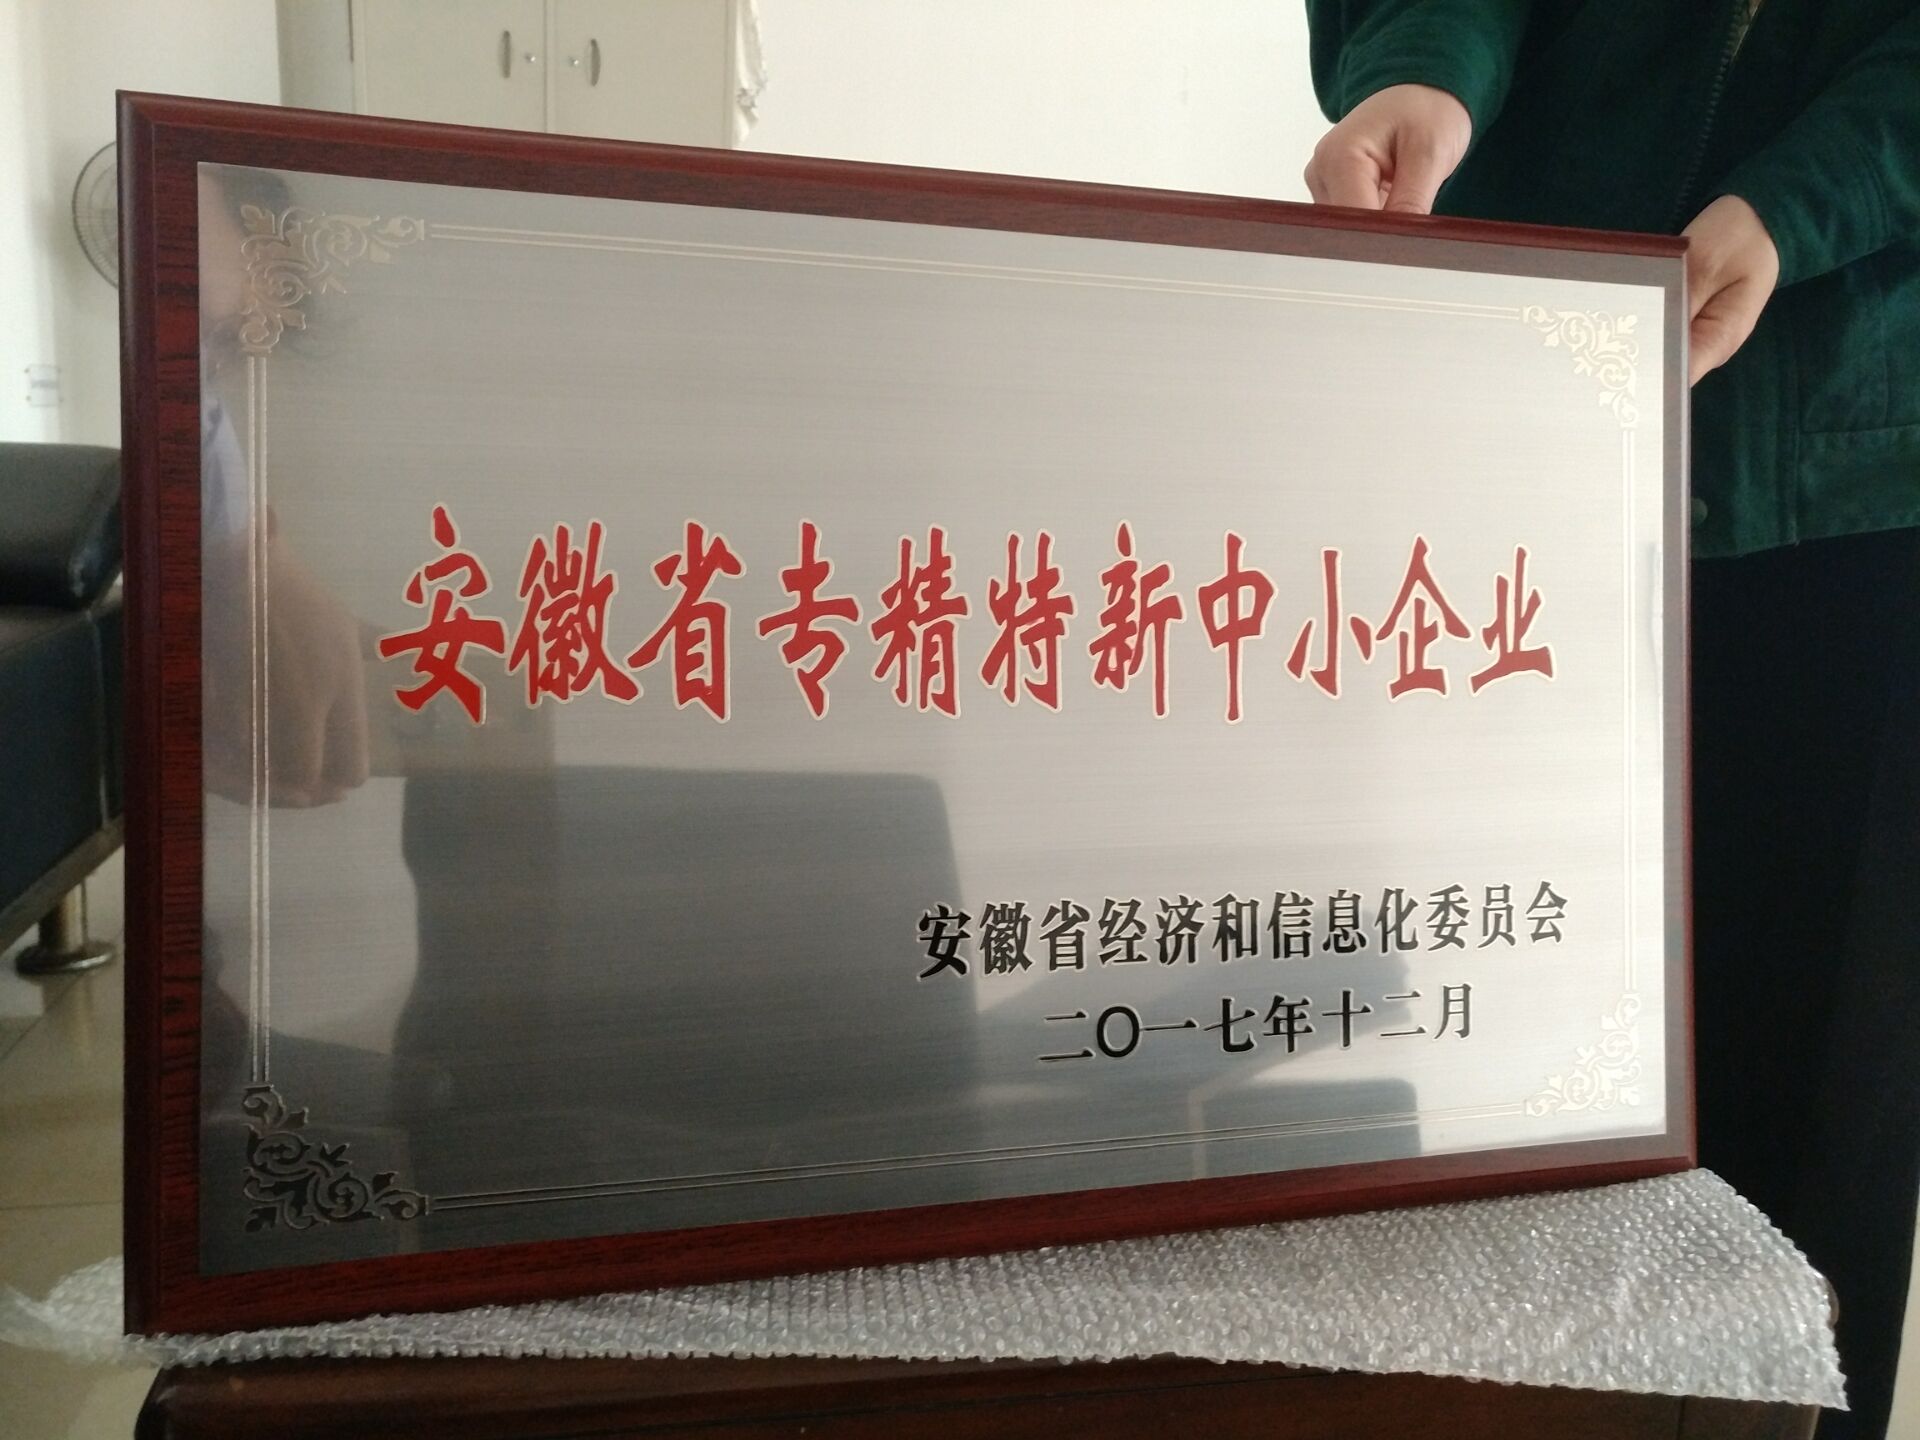 安徽省专精特新中小企业
安徽省经济和信息化委员会
二〇一七年十二月